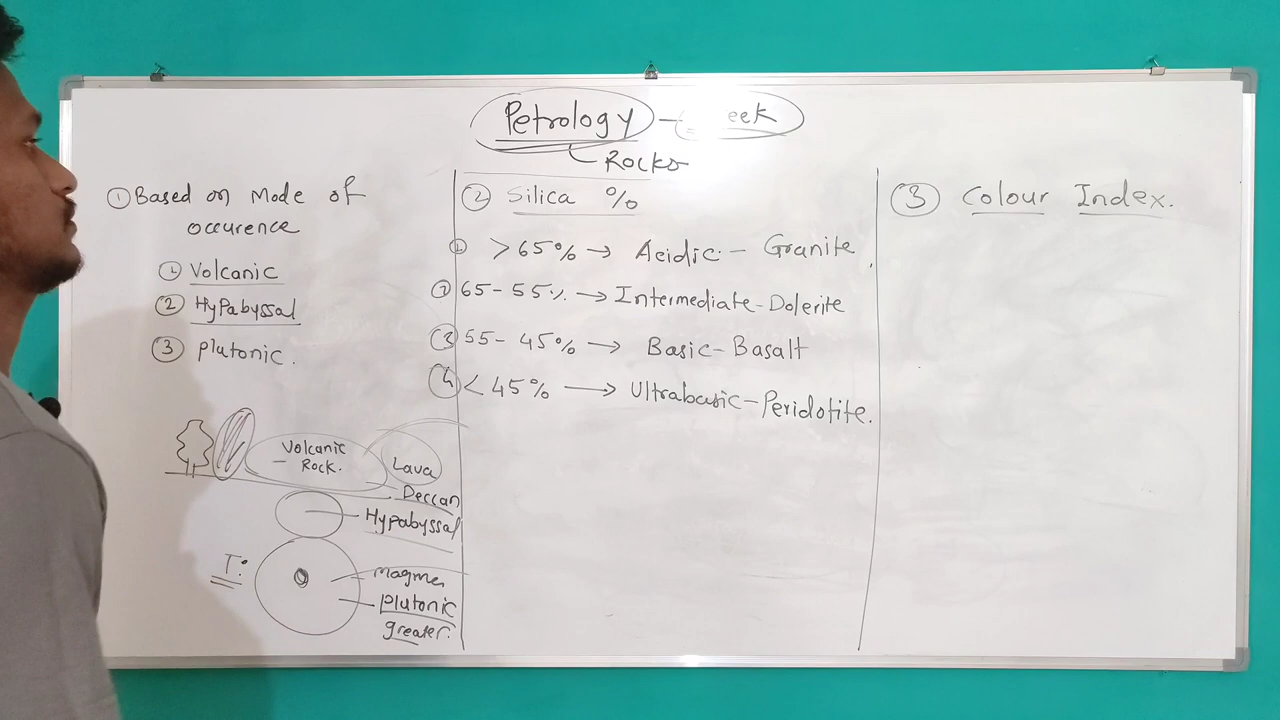 Petrology - eek
Rocks
① Based on Mode of
occurence
① Volcanic
② Hypabyssal
③ plutonic.
Volcanic
Rock.
Lava
Deccan
Hypabyssal
T:
magma
plutonic
greater.
② Silica %
① > 65% → Acidic - Granite
② 65-55% → Intermediate-Dolerite
③ 55-45% → Basic-Basalt
④ < 45% → Ultrabasic-Peridotite.
③ Colour Index.